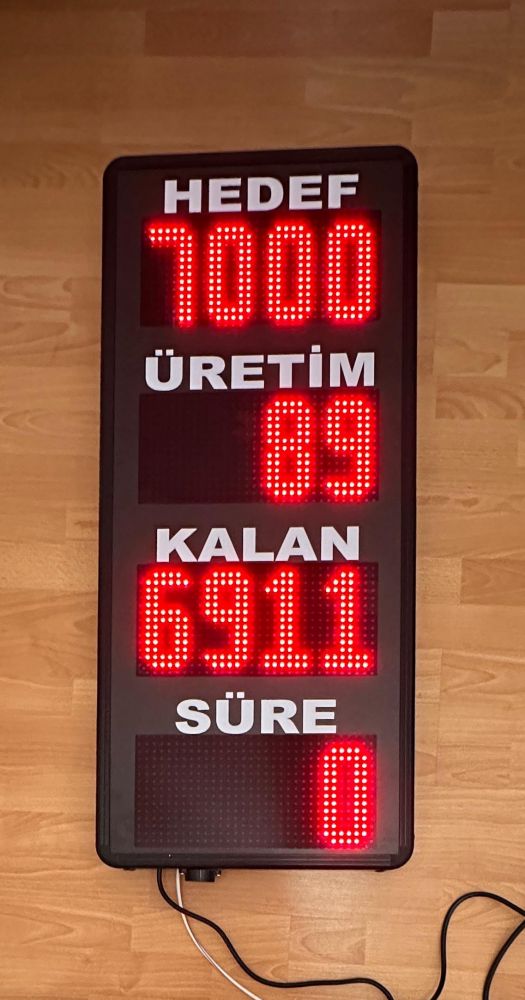 HEDEF
7000
ÜRETİM
89
KALAN
6911
SÜRE
0